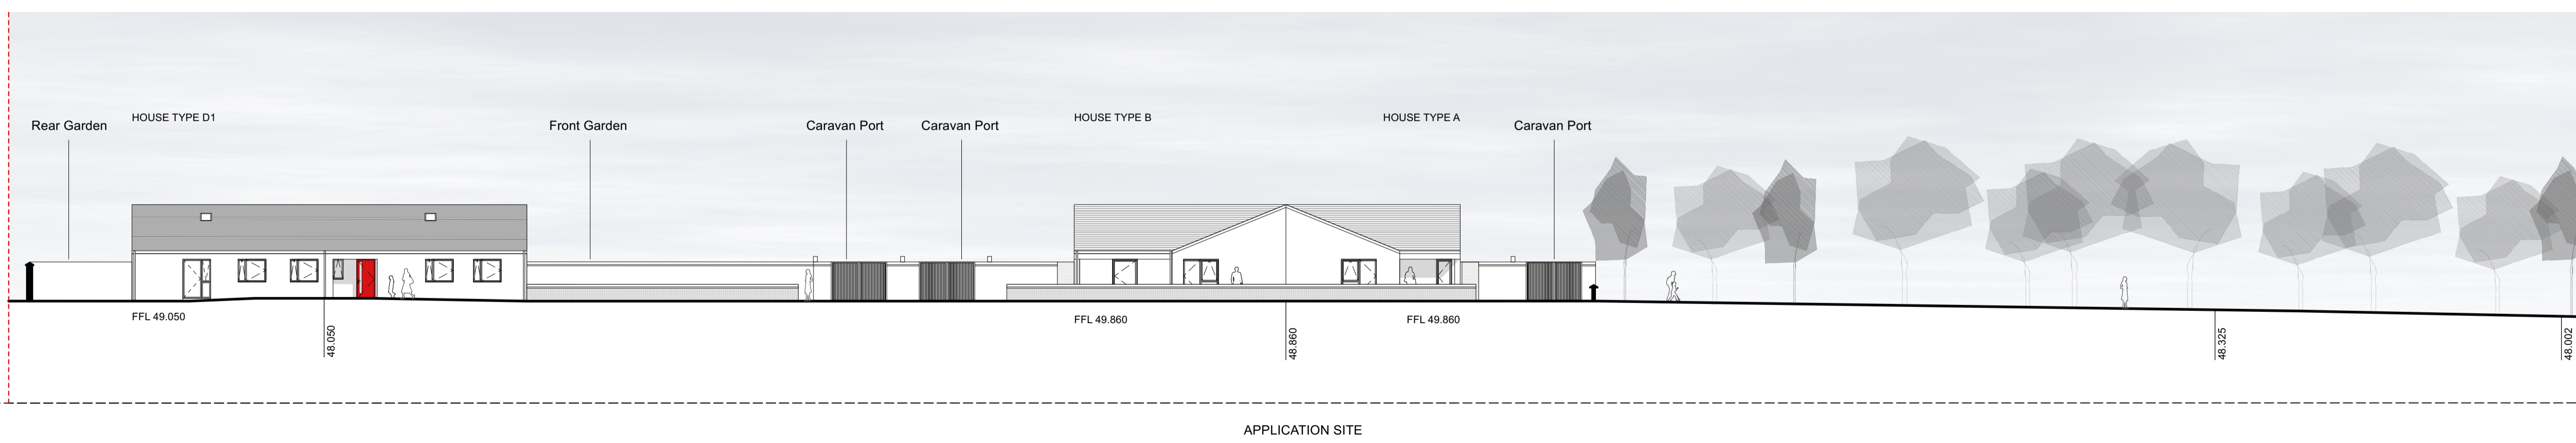 HOUSE TYPE D1
HOUSE TYPE B
HOUSE TYPE A
Rear Garden
Front Garden
Caravan Port
Caravan Port
Caravan Port
FFL 49.050
FFL 49.860
FFL 49.860
48.050
48.860
48.325
48.002
APPLICATION SITE